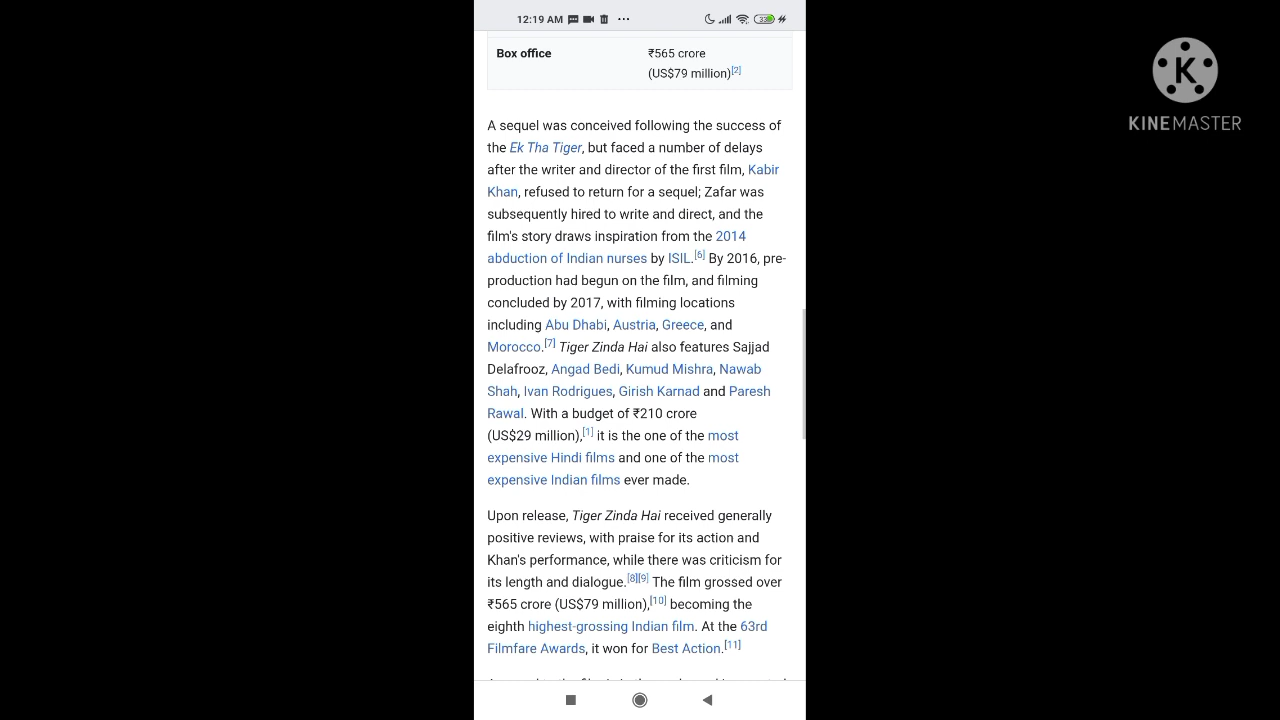 12:19 AM
33
Box office ₹565 crore
(US$79 million)[2]
A sequel was conceived following the success of
the Ek Tha Tiger, but faced a number of delays
after the writer and director of the first film, Kabir
Khan, refused to return for a sequel; Zafar was
subsequently hired to write and direct, and the
film's story draws inspiration from the 2014
abduction of Indian nurses by ISIL.[6] By 2016, pre-
production had begun on the film, and filming
concluded by 2017, with filming locations
including Abu Dhabi, Austria, Greece, and
Morocco.[7] Tiger Zinda Hai also features Sajjad
Delafrooz, Angad Bedi, Kumud Mishra, Nawab
Shah, Ivan Rodrigues, Girish Karnad and Paresh
Rawal. With a budget of ₹210 crore
(US$29 million),[1] it is the one of the most
expensive Hindi films and one of the most
expensive Indian films ever made.
Upon release, Tiger Zinda Hai received generally
positive reviews, with praise for its action and
Khan's performance, while there was criticism for
its length and dialogue.[8][9] The film grossed over
₹565 crore (US$79 million),[10] becoming the
eighth highest-grossing Indian film. At the 63rd
Filmfare Awards, it won for Best Action.[11]
K
KINEMASTER